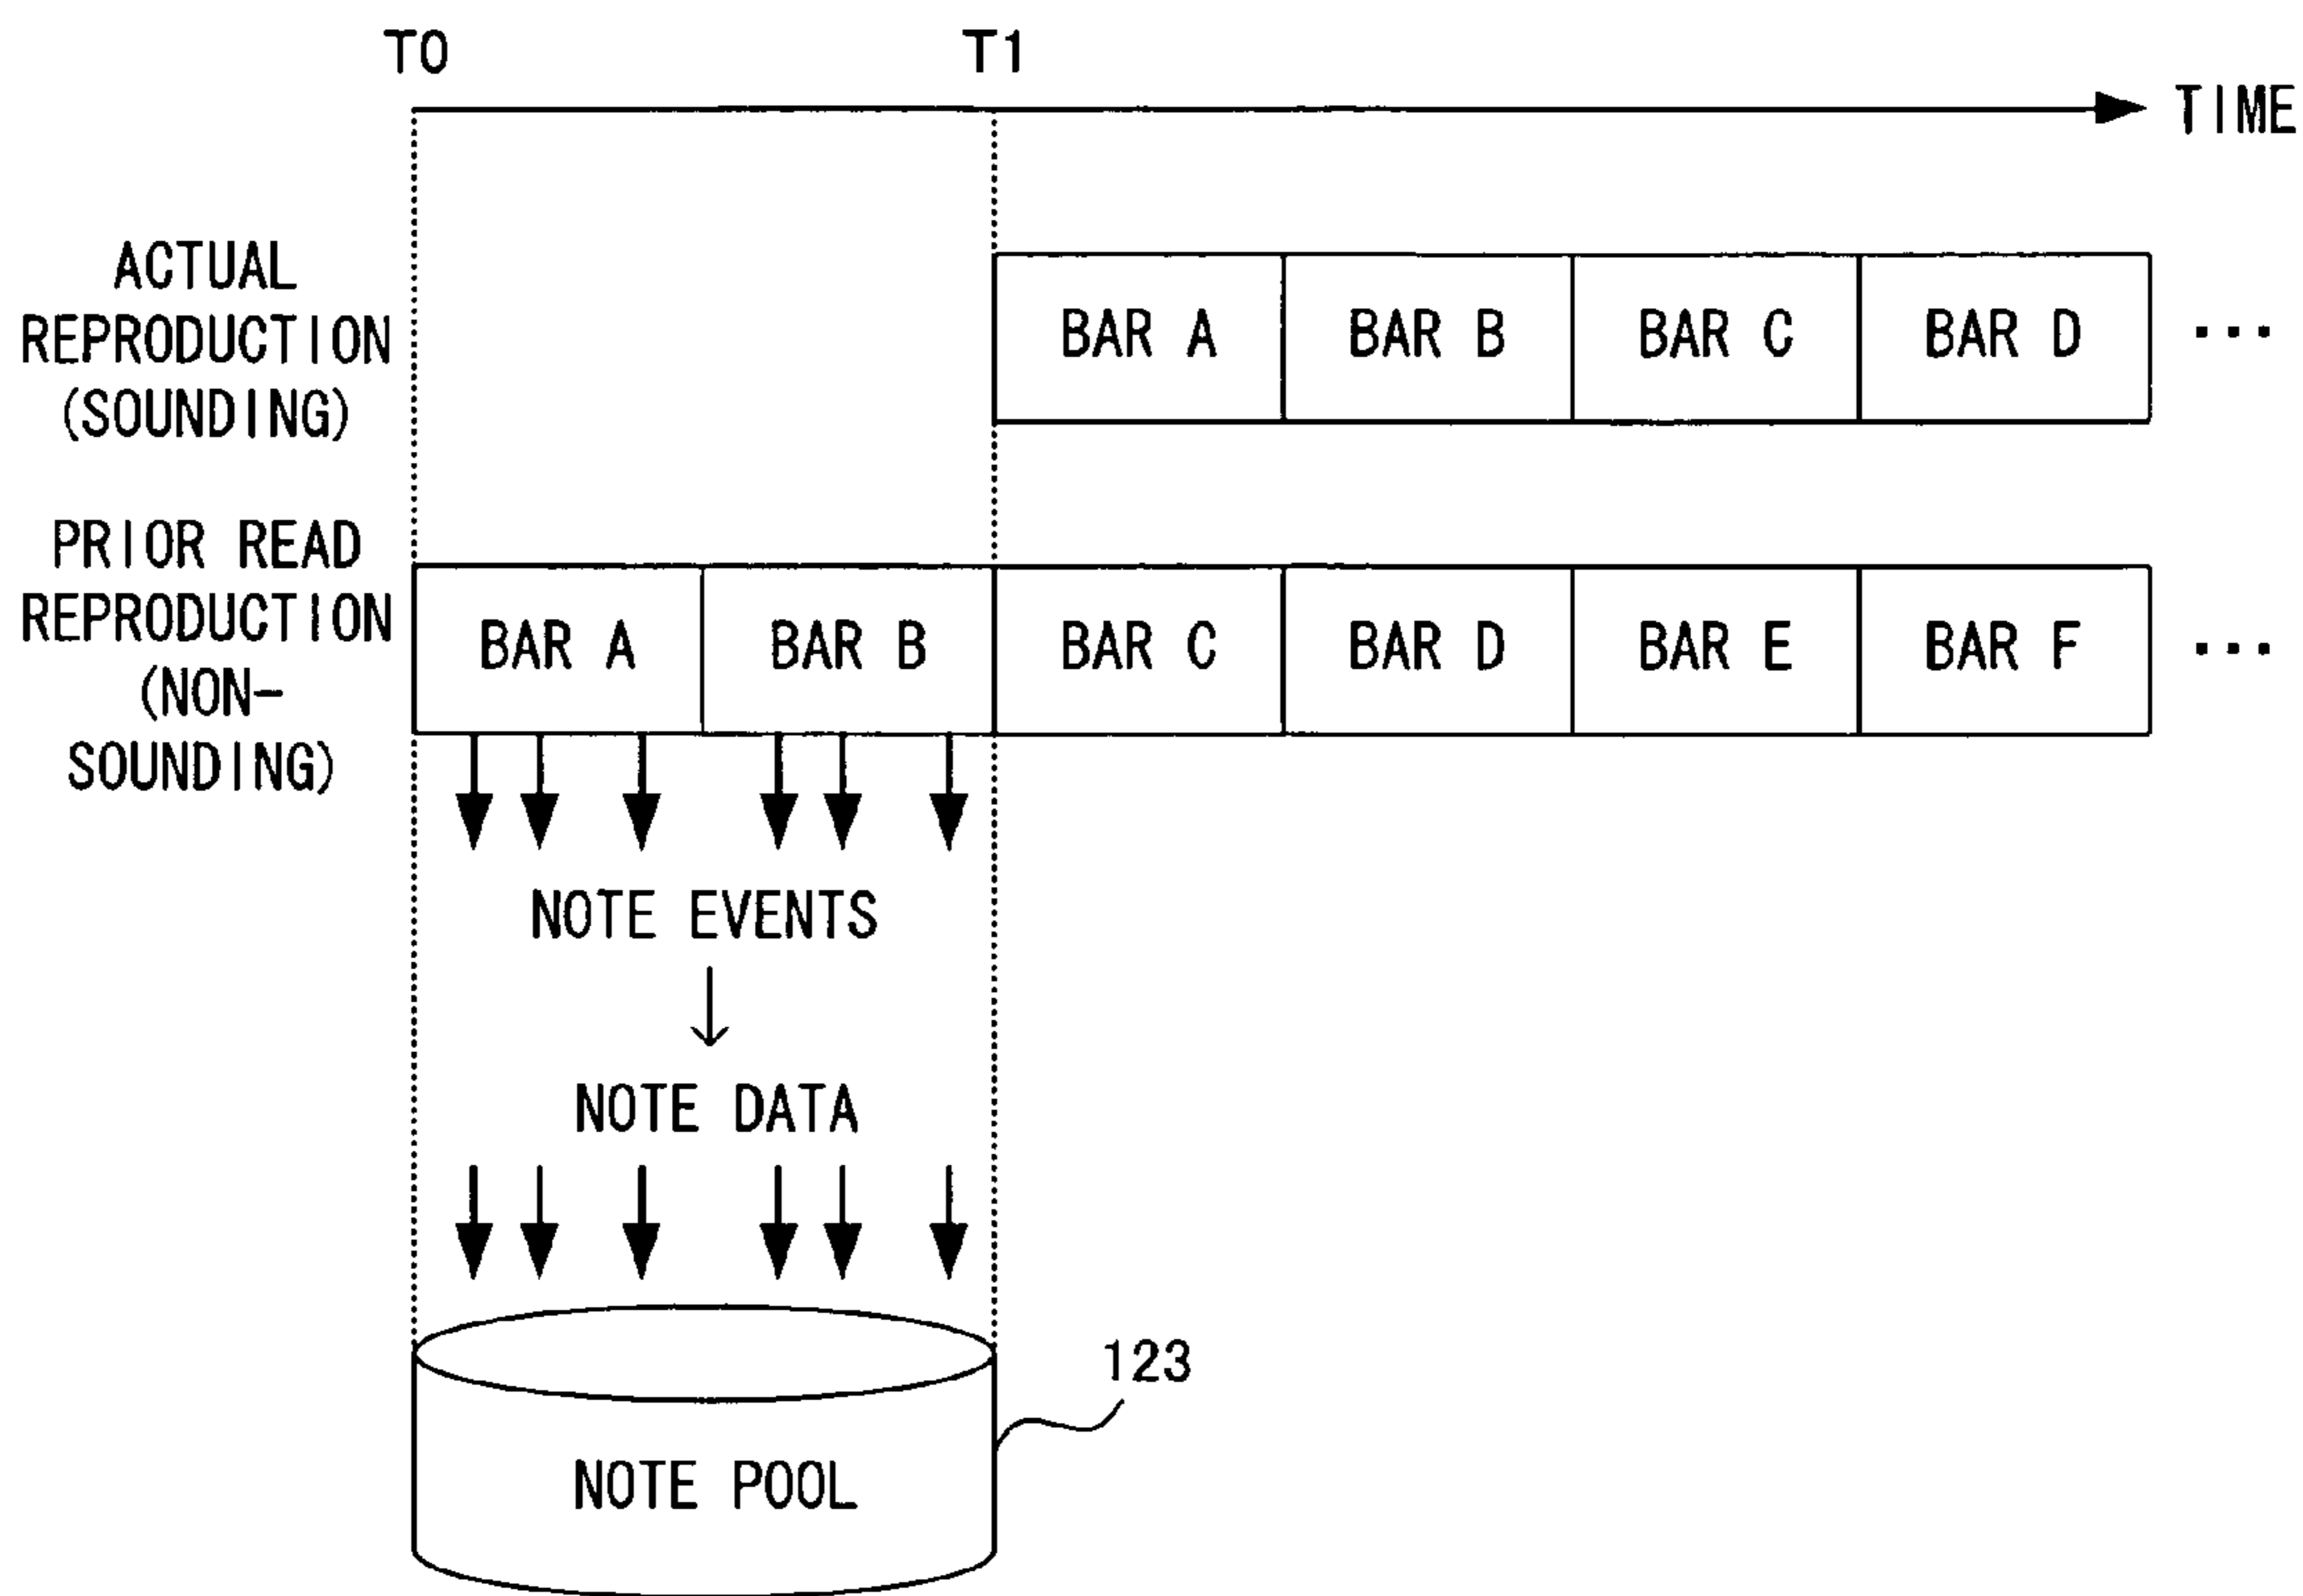 T0 T1
TIME
ACTUAL
REPRODUCTION
(SOUNDING)
BAR A BAR B BAR C BAR D ...
PRIOR READ
REPRODUCTION
(NON-
SOUNDING)
BAR A BAR B BAR C BAR D BAR E BAR F ...
NOTE EVENTS
NOTE DATA
123
NOTE POOL